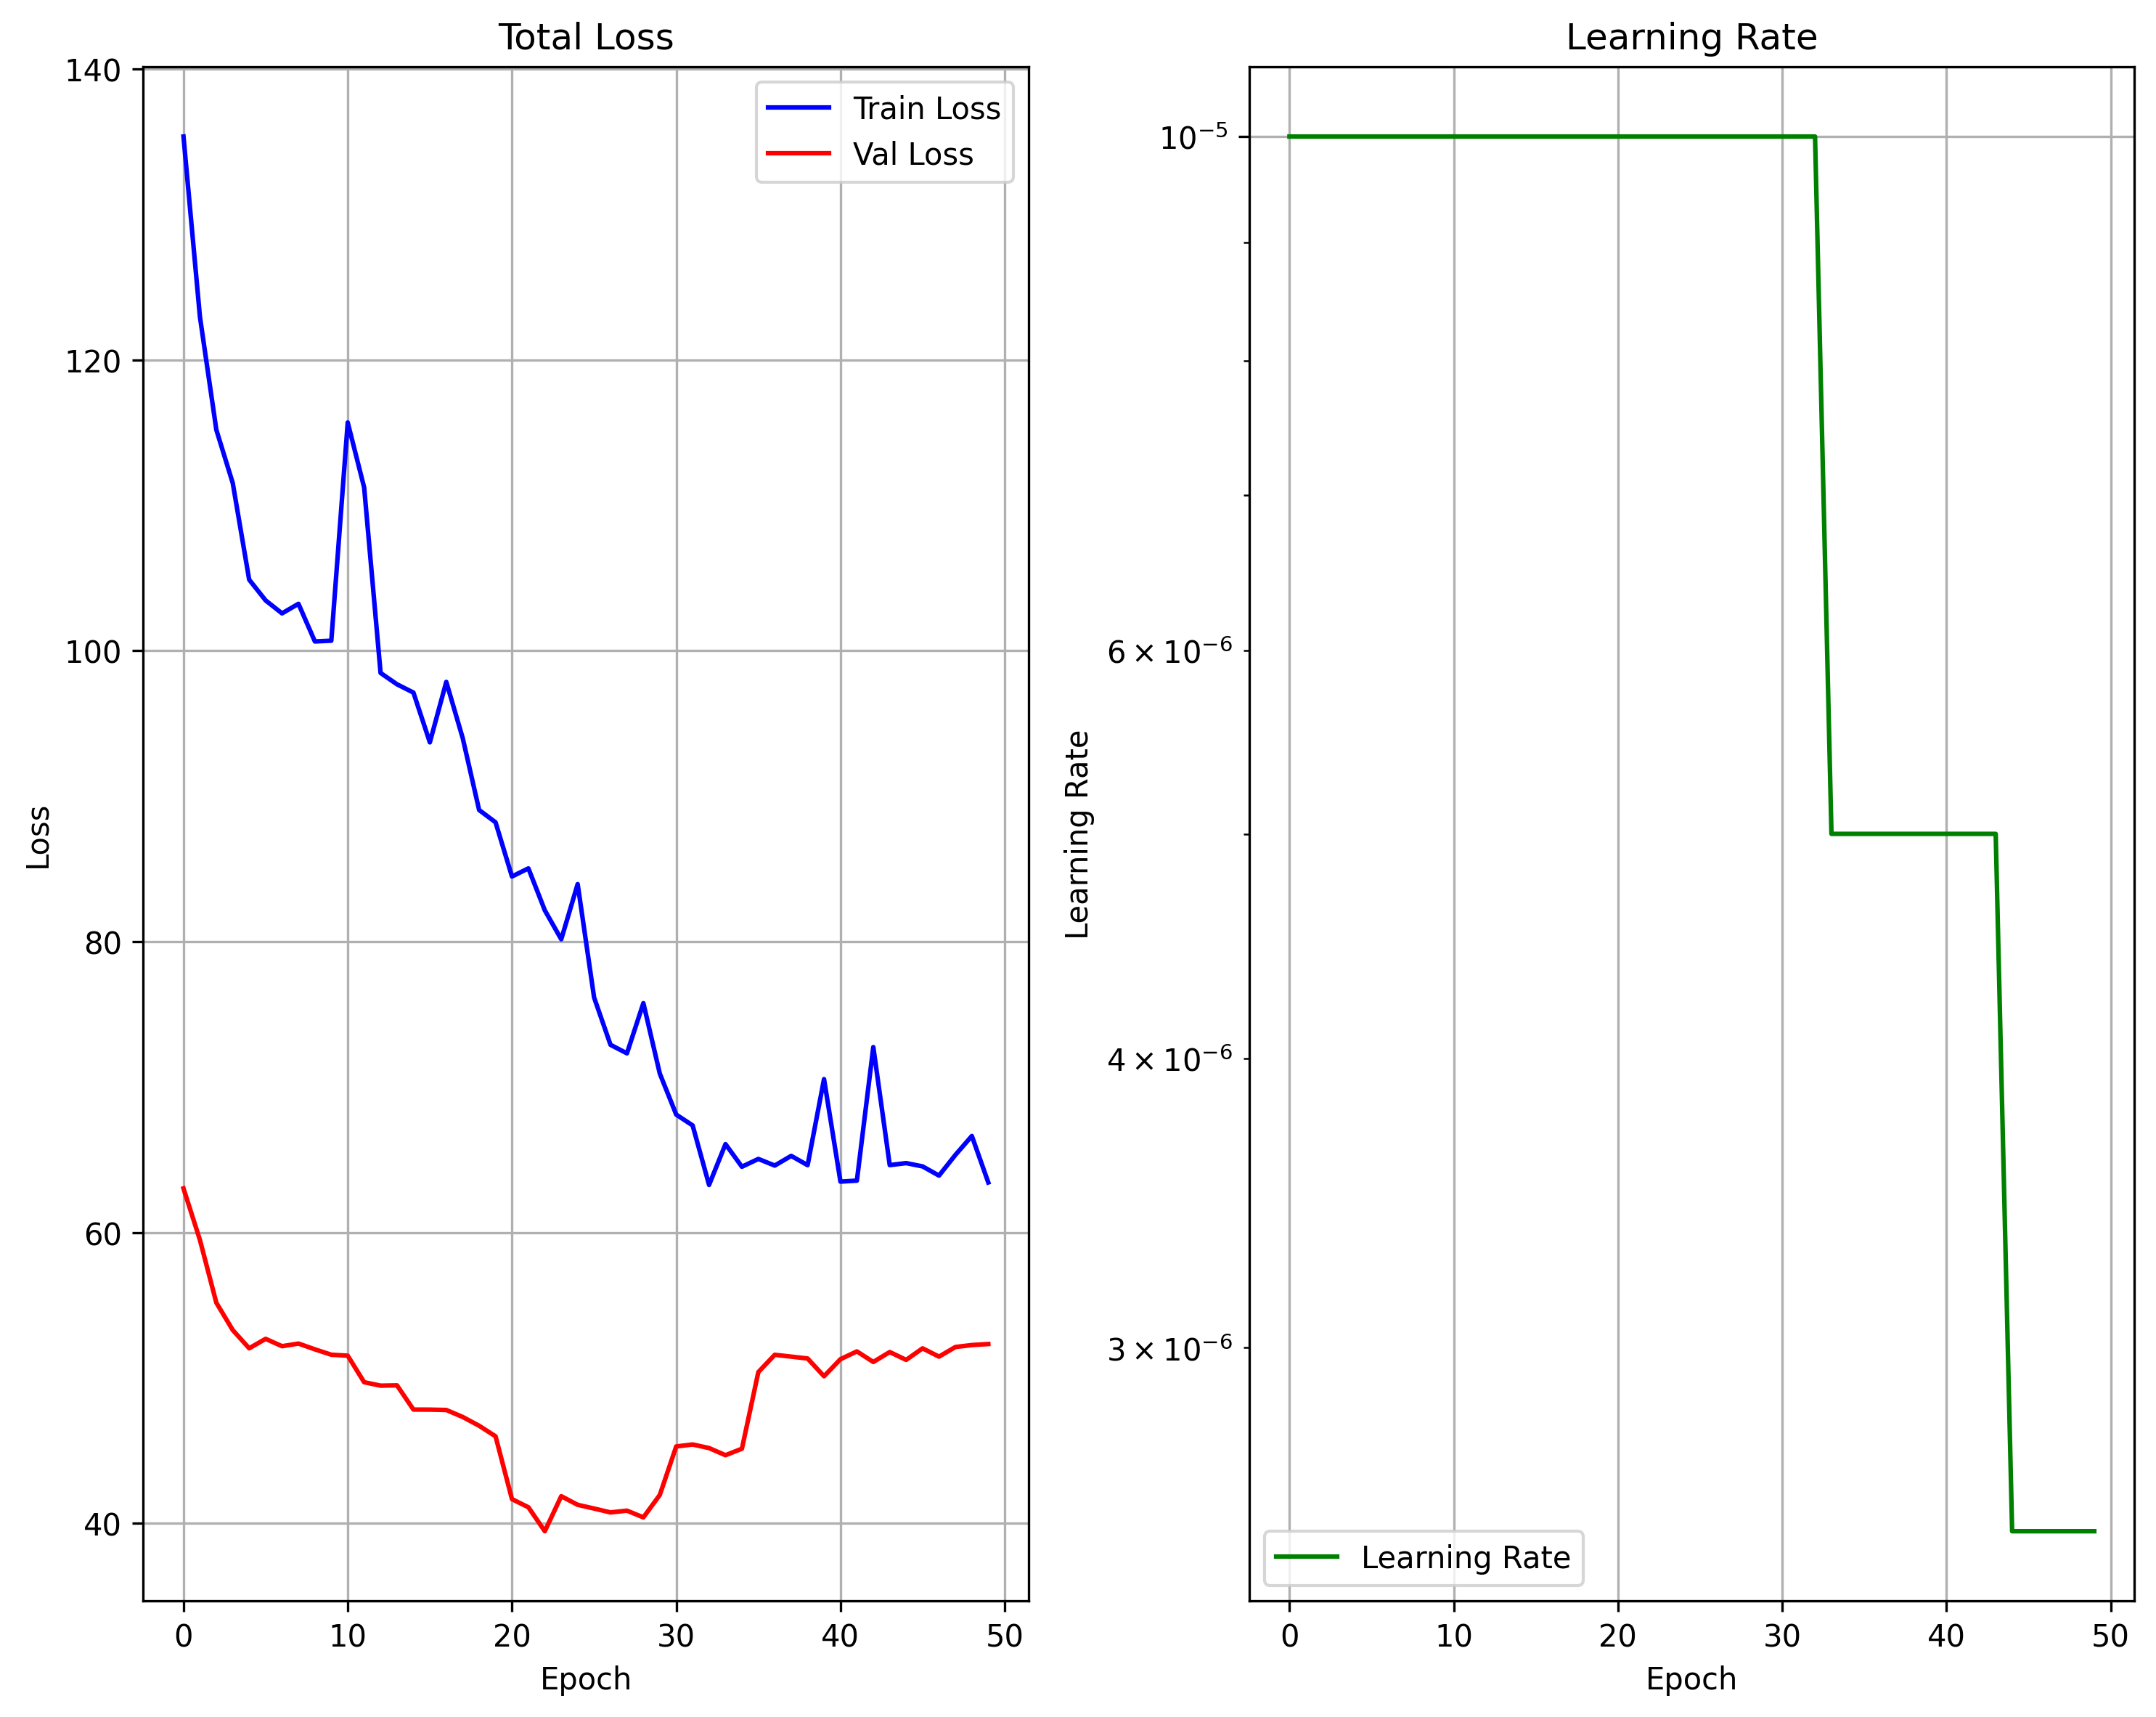 Total Loss
140
120
100
80
60
40
Loss
Train Loss
Val Loss
0 10 20 30 40 50
Epoch
Learning Rate
10⁻⁵
6 × 10⁻⁶
4 × 10⁻⁶
3 × 10⁻⁶
Learning Rate
Learning Rate
0 10 20 30 40 50
Epoch